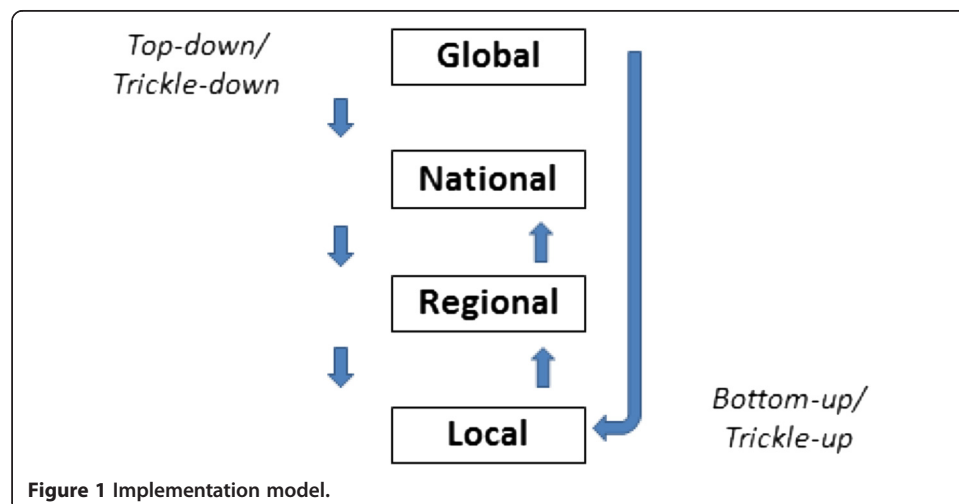 Top-down/
Trickle-down
Global
National
Regional
Local
Bottom-up/
Trickle-up
Figure 1 Implementation model.